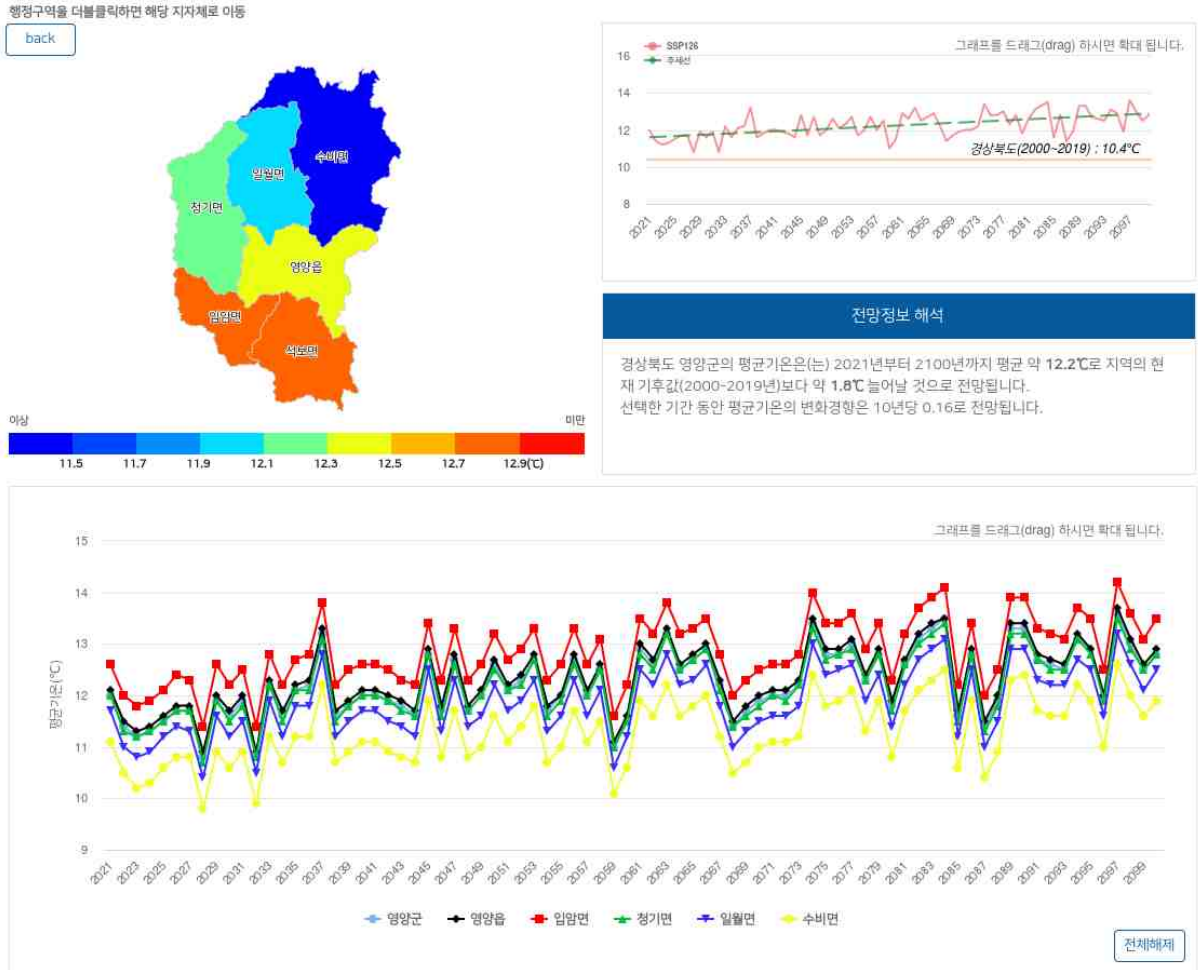 행정구역을 더블클릭하면 해당 지자체로 이동
back
수비면
일월면
청기면
영양읍
입암면
석보면
이상
미만
11.5 11.7 11.9 12.1 12.3 12.5 12.7 12.9(℃)
SSP126
추세선
그래프를 드래그(drag) 하시면 확대 됩니다.
16
14
12
10
8
경상북도(2000~2019) : 10.4℃
2021 2025 2029 2033 2037 2041 2045 2049 2053 2057 2061 2065 2069 2073 2077 2081 2085 2089 2093 2097
전망정보 해석
경상북도 영양군의 평균기온은(는) 2021년부터 2100년까지 평균 약 12.2℃로 지역의 현
재 기후값(2000~2019년)보다 약 1.8℃ 늘어날 것으로 전망됩니다.
선택한 기간 동안 평균기온의 변화경향은 10년당 0.16로 전망됩니다.
그래프를 드래그(drag) 하시면 확대 됩니다.
평균기온(℃)
15
14
13
12
11
10
9
2021 2023 2025 2027 2029 2031 2033 2035 2037 2039 2041 2043 2045 2047 2049 2051 2053 2055 2057 2059 2061 2063 2065 2067 2069 2071 2073 2075 2077 2079 2081 2083 2085 2087 2089 2091 2093 2095 2097 2099
영양군 영양읍 입암면 청기면 일월면 수비면
전체해제